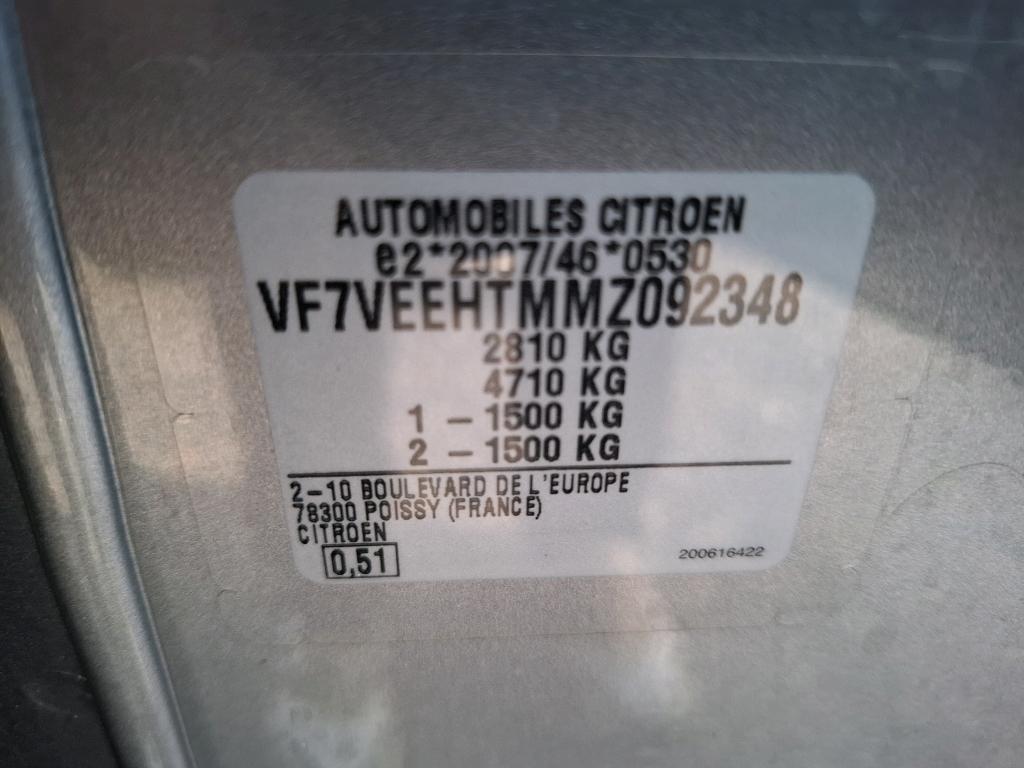 AUTOMOBILES CITROEN
e2*2007/46*0530
VF7VEEHTMMZ092348
2810 KG
4710 KG
1 - 1500 KG
2 - 1500 KG
2-10 BOULEVARD DE L'EUROPE
78300 POISSY (FRANCE)
CITROEN
0,51
200616422